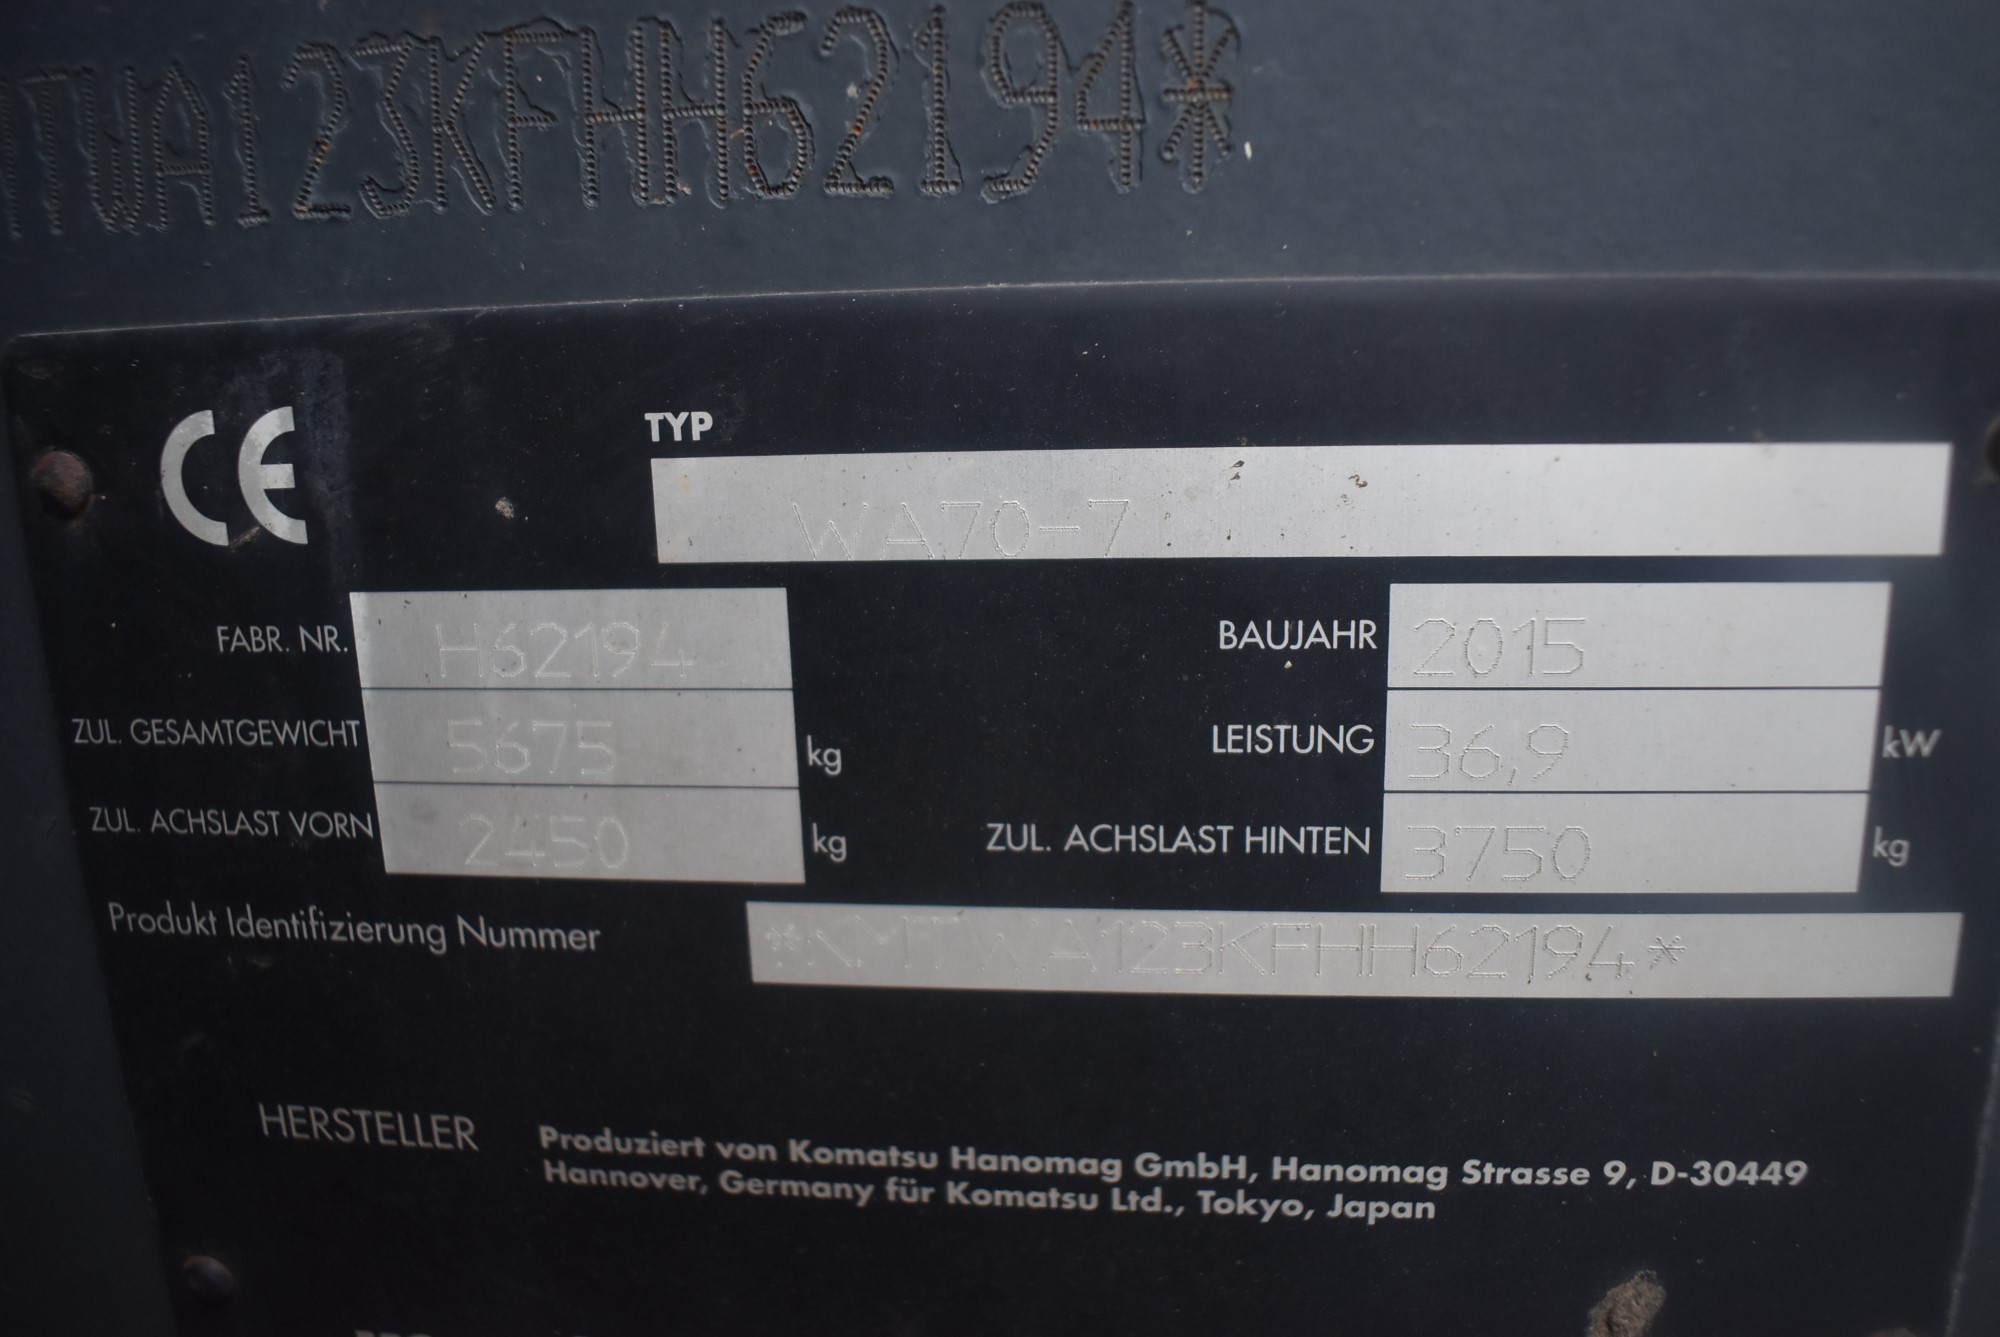 MTWA123KFHH62194*
CE
TYP
WA70-7
FABR. NR. H62194
BAUJAHR 2015
ZUL. GESAMTGEWICHT 5675 kg
LEISTUNG 36,9 kW
ZUL. ACHSLAST VORN 2450 kg
ZUL. ACHSLAST HINTEN 3750 kg
Produkt Identifizierung Nummer *KMTWA123KFHH62194*
HERSTELLER
Produziert von Komatsu Hanomag GmbH, Hanomag Strasse 9, D-30449
Hannover, Germany für Komatsu Ltd., Tokyo, Japan